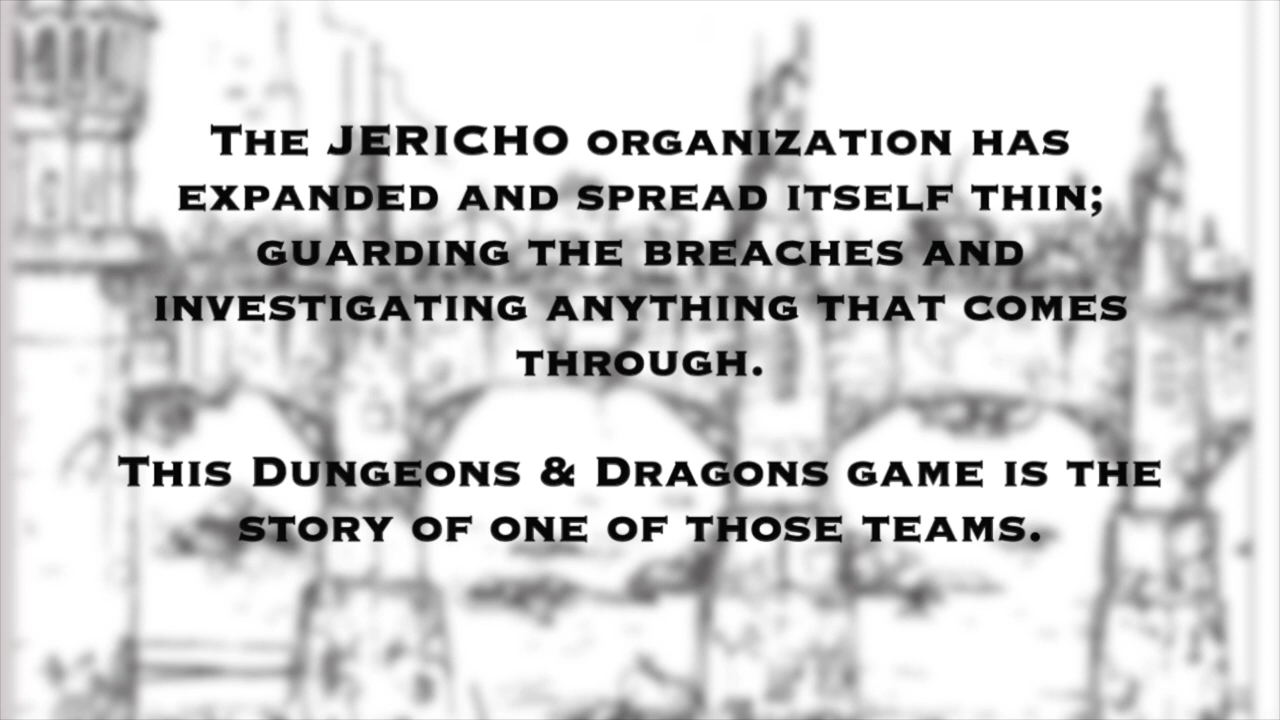 The JERICHO organization has
expanded and spread itself thin;
guarding the breaches and
investigating anything that comes
through.
This Dungeons & Dragons game is the
story of one of those teams.